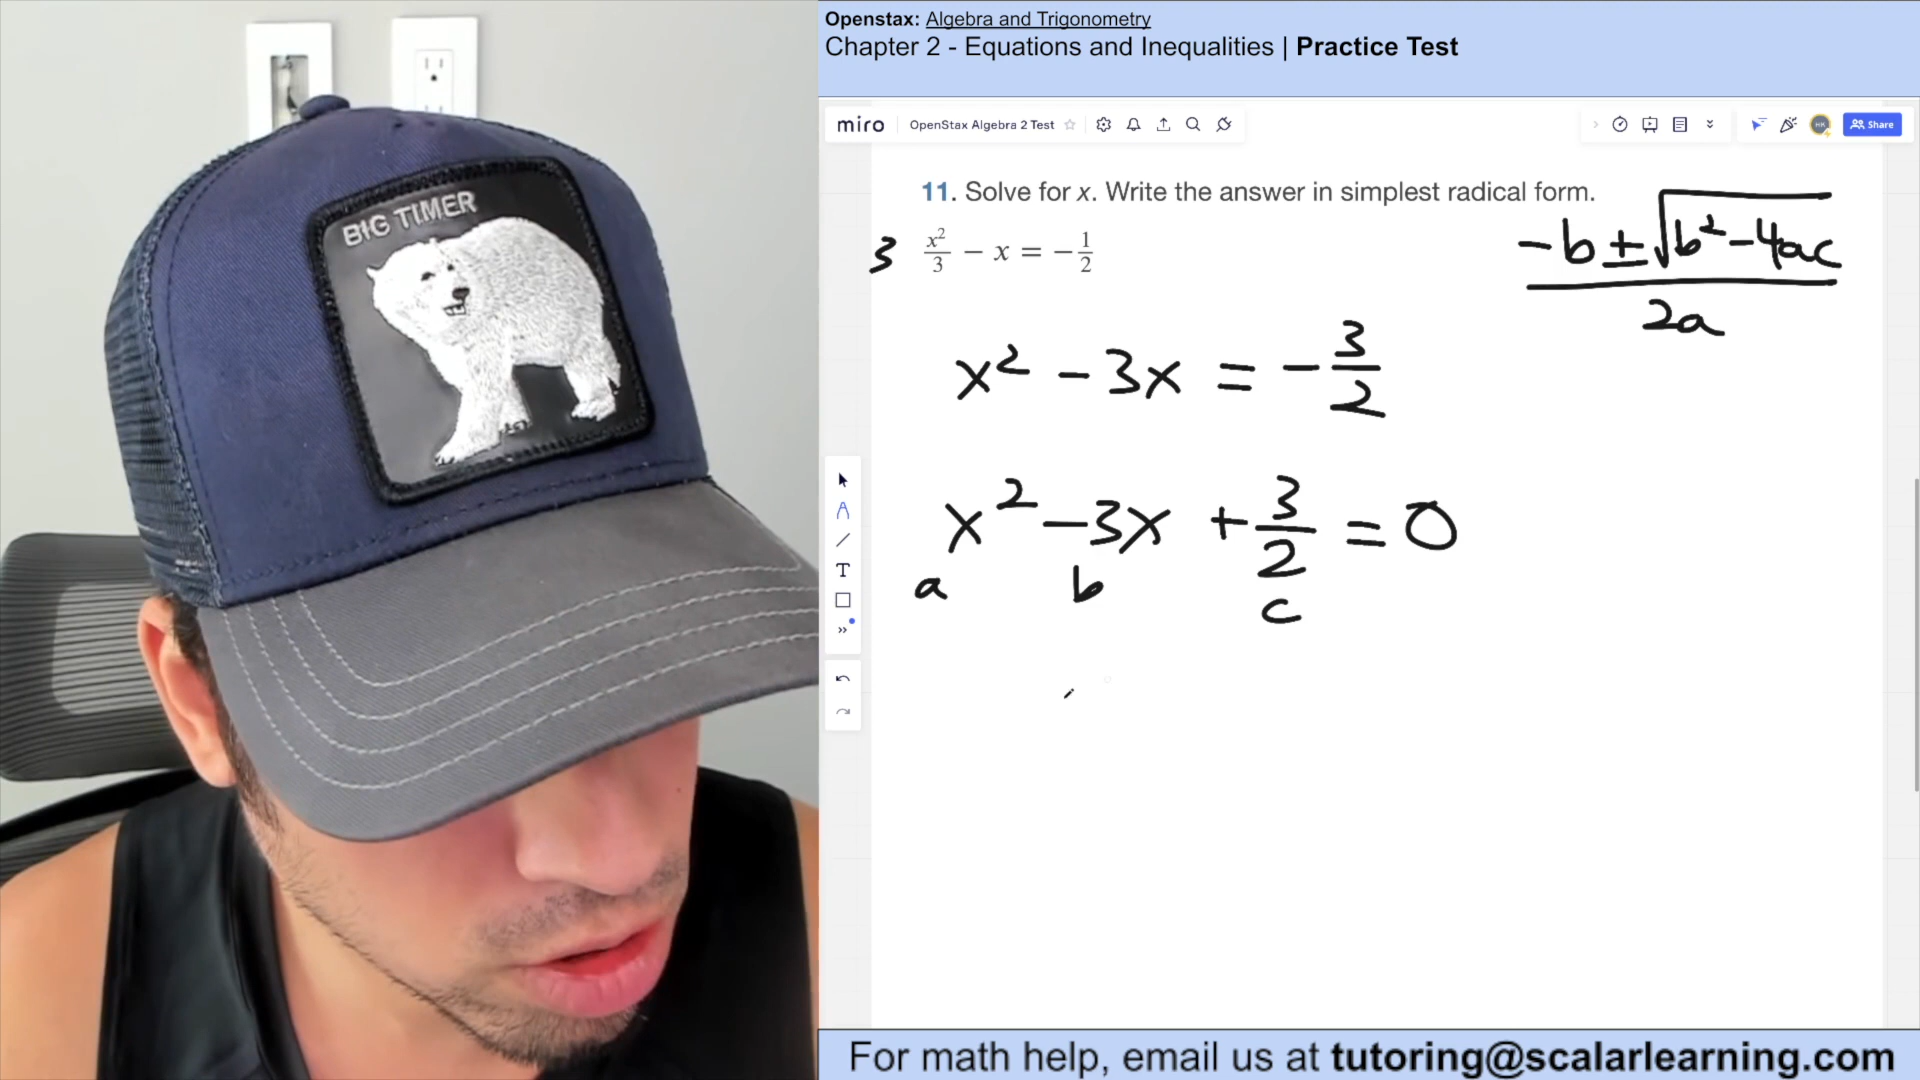 BIG TIMER
Openstax: Algebra and Trigonometry
Chapter 2 - Equations and Inequalities | Practice Test
miro OpenStax Algebra 2 Test
Share
11. Solve for x. Write the answer in simplest radical form.
3 x²/3 − x = −1/2
−b ± √(b² − 4ac)
2a
x² − 3x = −3/2
x² − 3x + 3/2 = 0
a b c
T
For math help, email us at tutoring@scalarlearning.com